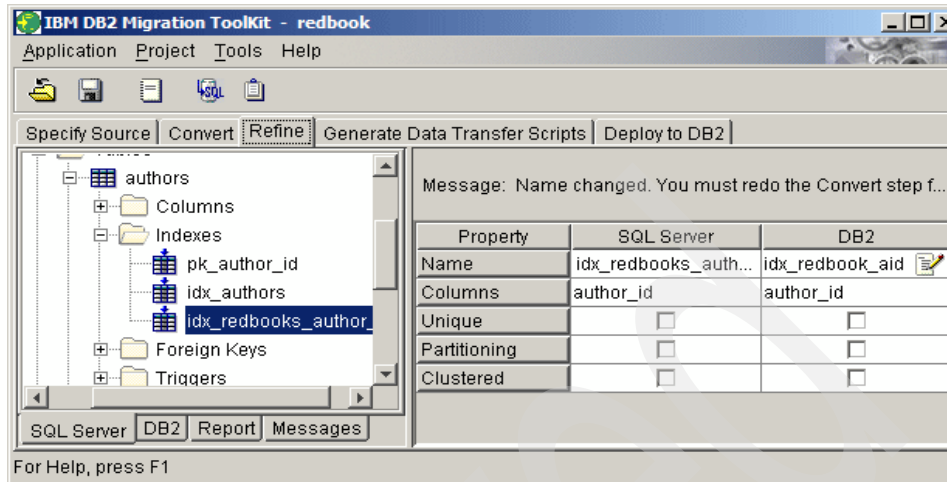 IBM DB2 Migration ToolKit - redbook
Application Project Tools Help
SQL
Specify Source Convert Refine Generate Data Transfer Scripts Deploy to DB2
authors
Columns
Indexes
pk_author_id
idx_authors
idx_redbooks_author_
Foreign Keys
Triggers
SQL Server DB2 Report Messages
Message: Name changed. You must redo the Convert step f...
Property SQL Server DB2
Name idx_redbooks_auth... idx_redbook_aid
Columns author_id author_id
Unique
Partitioning
Clustered
For Help, press F1